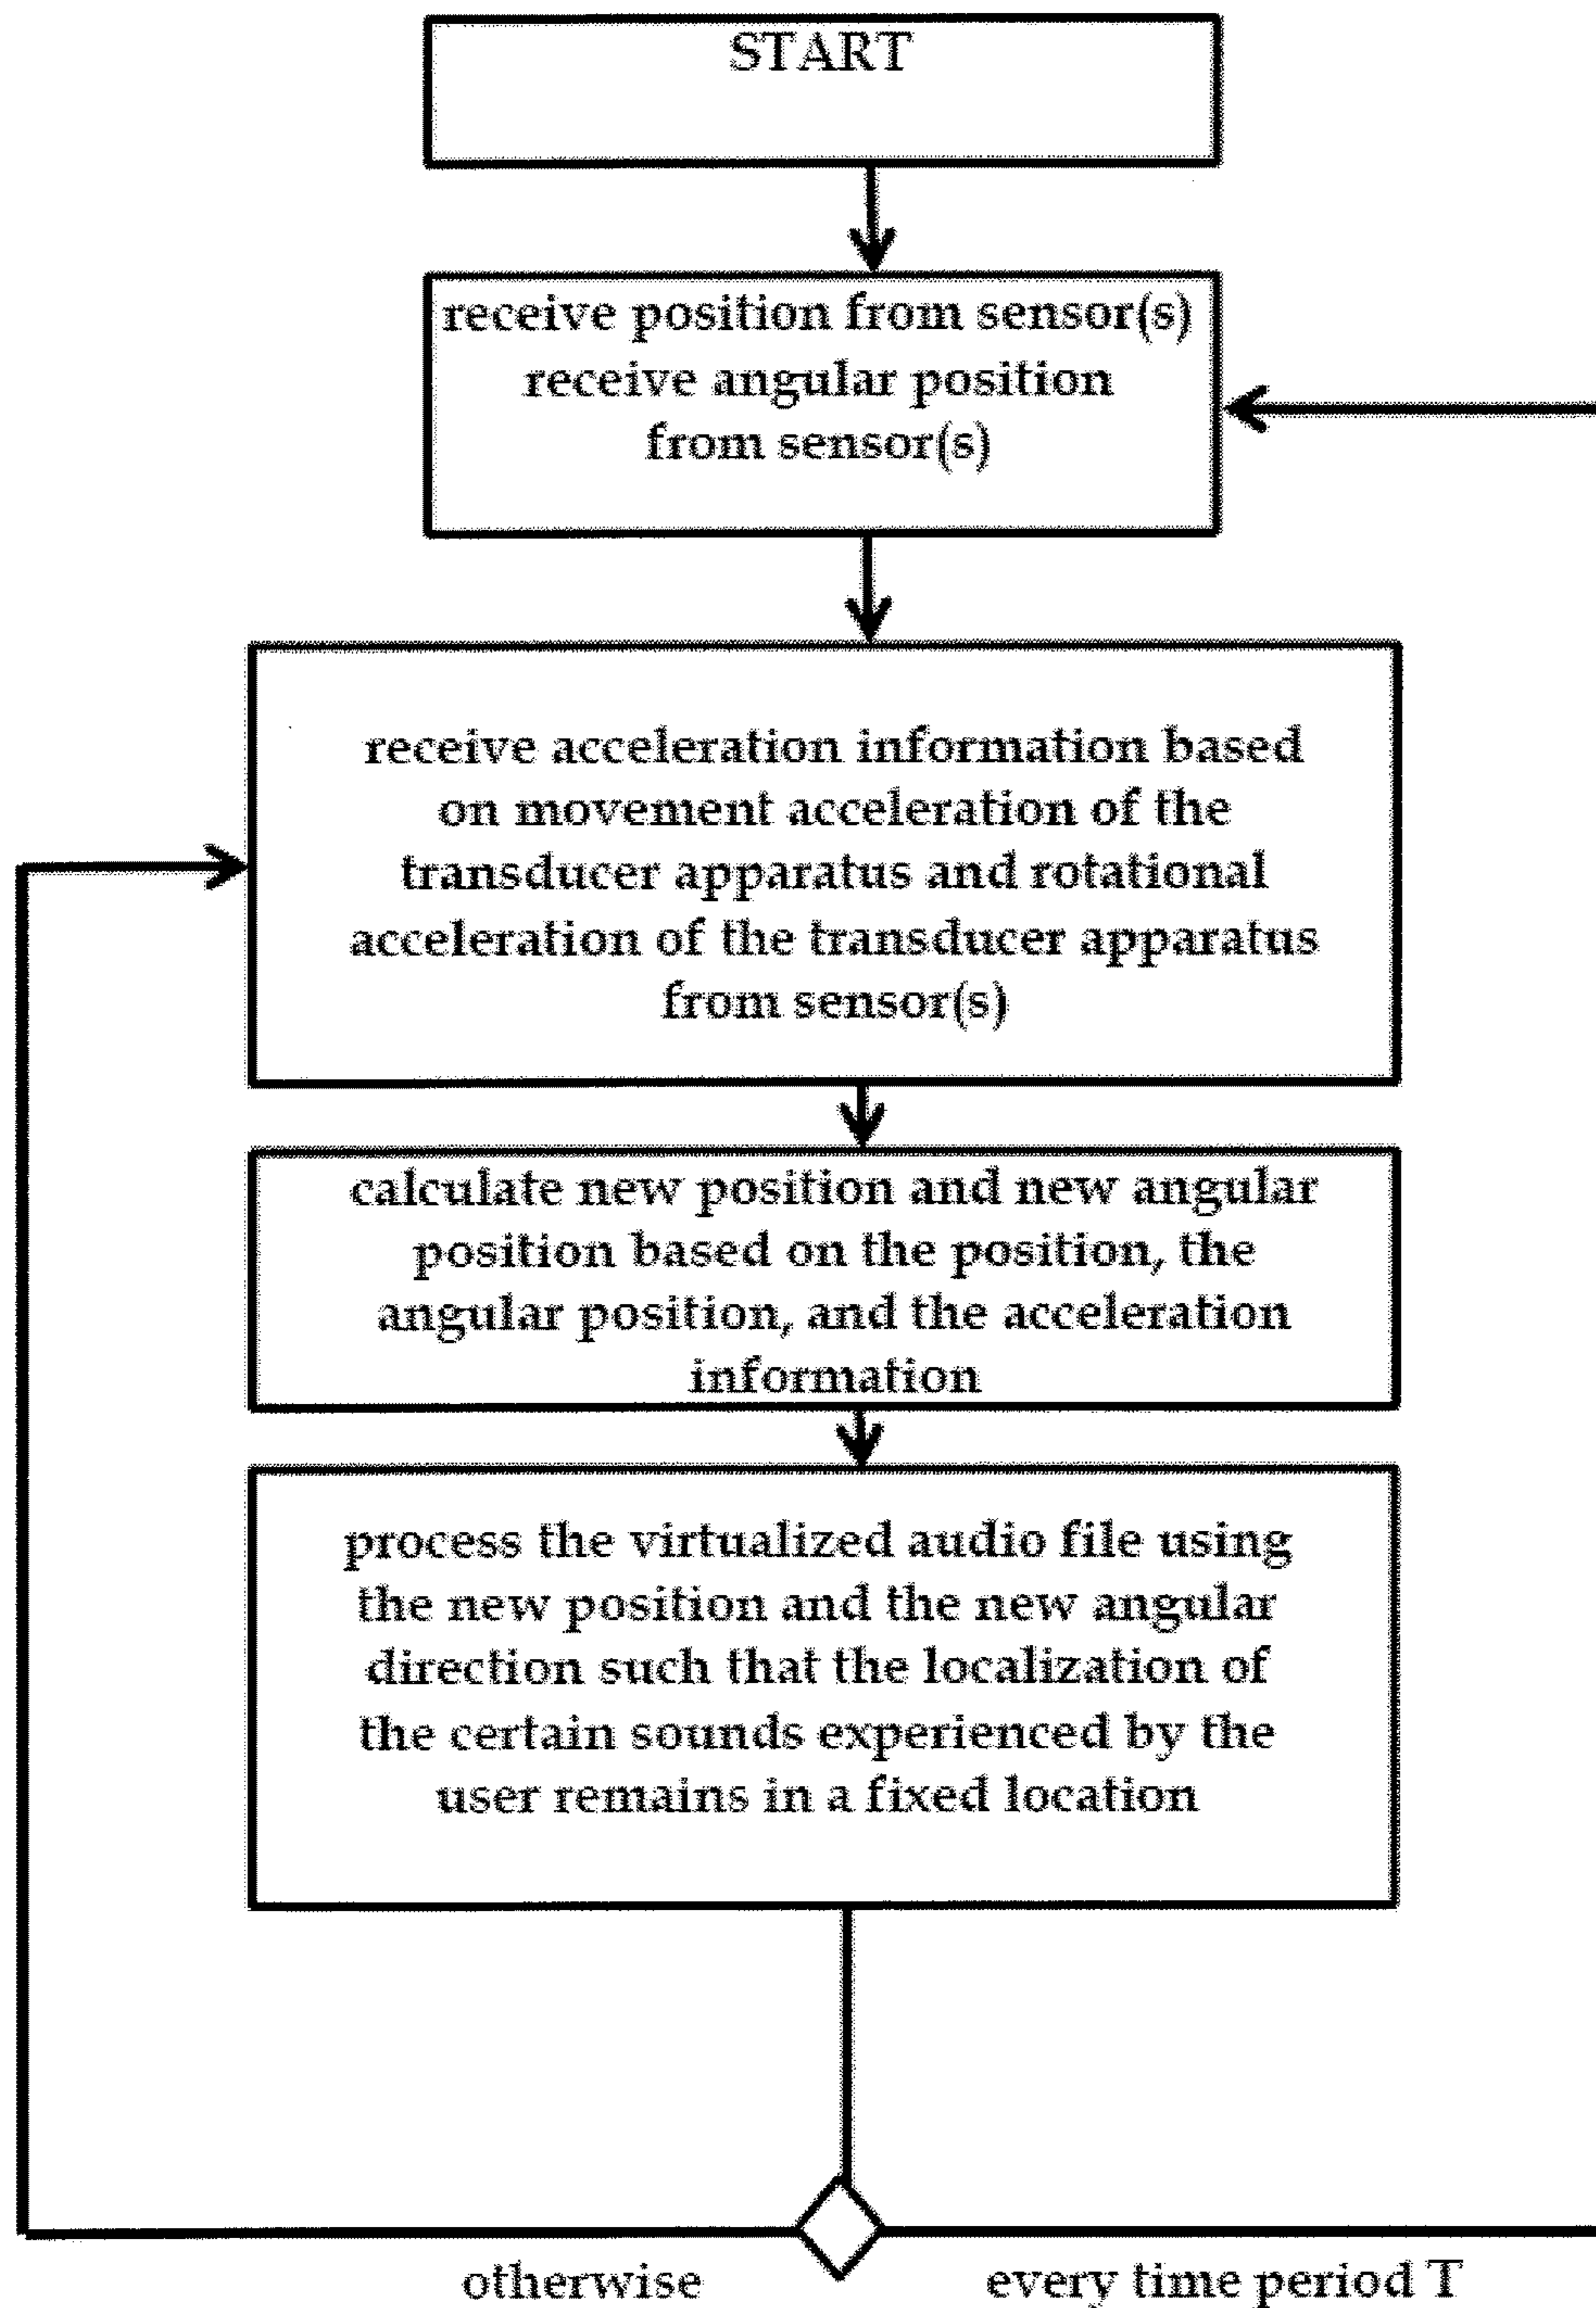 START
receive position from sensor(s)
receive angular position
from sensor(s)
receive acceleration information based
on movement acceleration of the
transducer apparatus and rotational
acceleration of the transducer apparatus
from sensor(s)
calculate new position and new angular
position based on the position, the
angular position, and the acceleration
information
process the virtualized audio file using
the new position and the new angular
direction such that the localization of
the certain sounds experienced by the
user remains in a fixed location
otherwise
every time period T